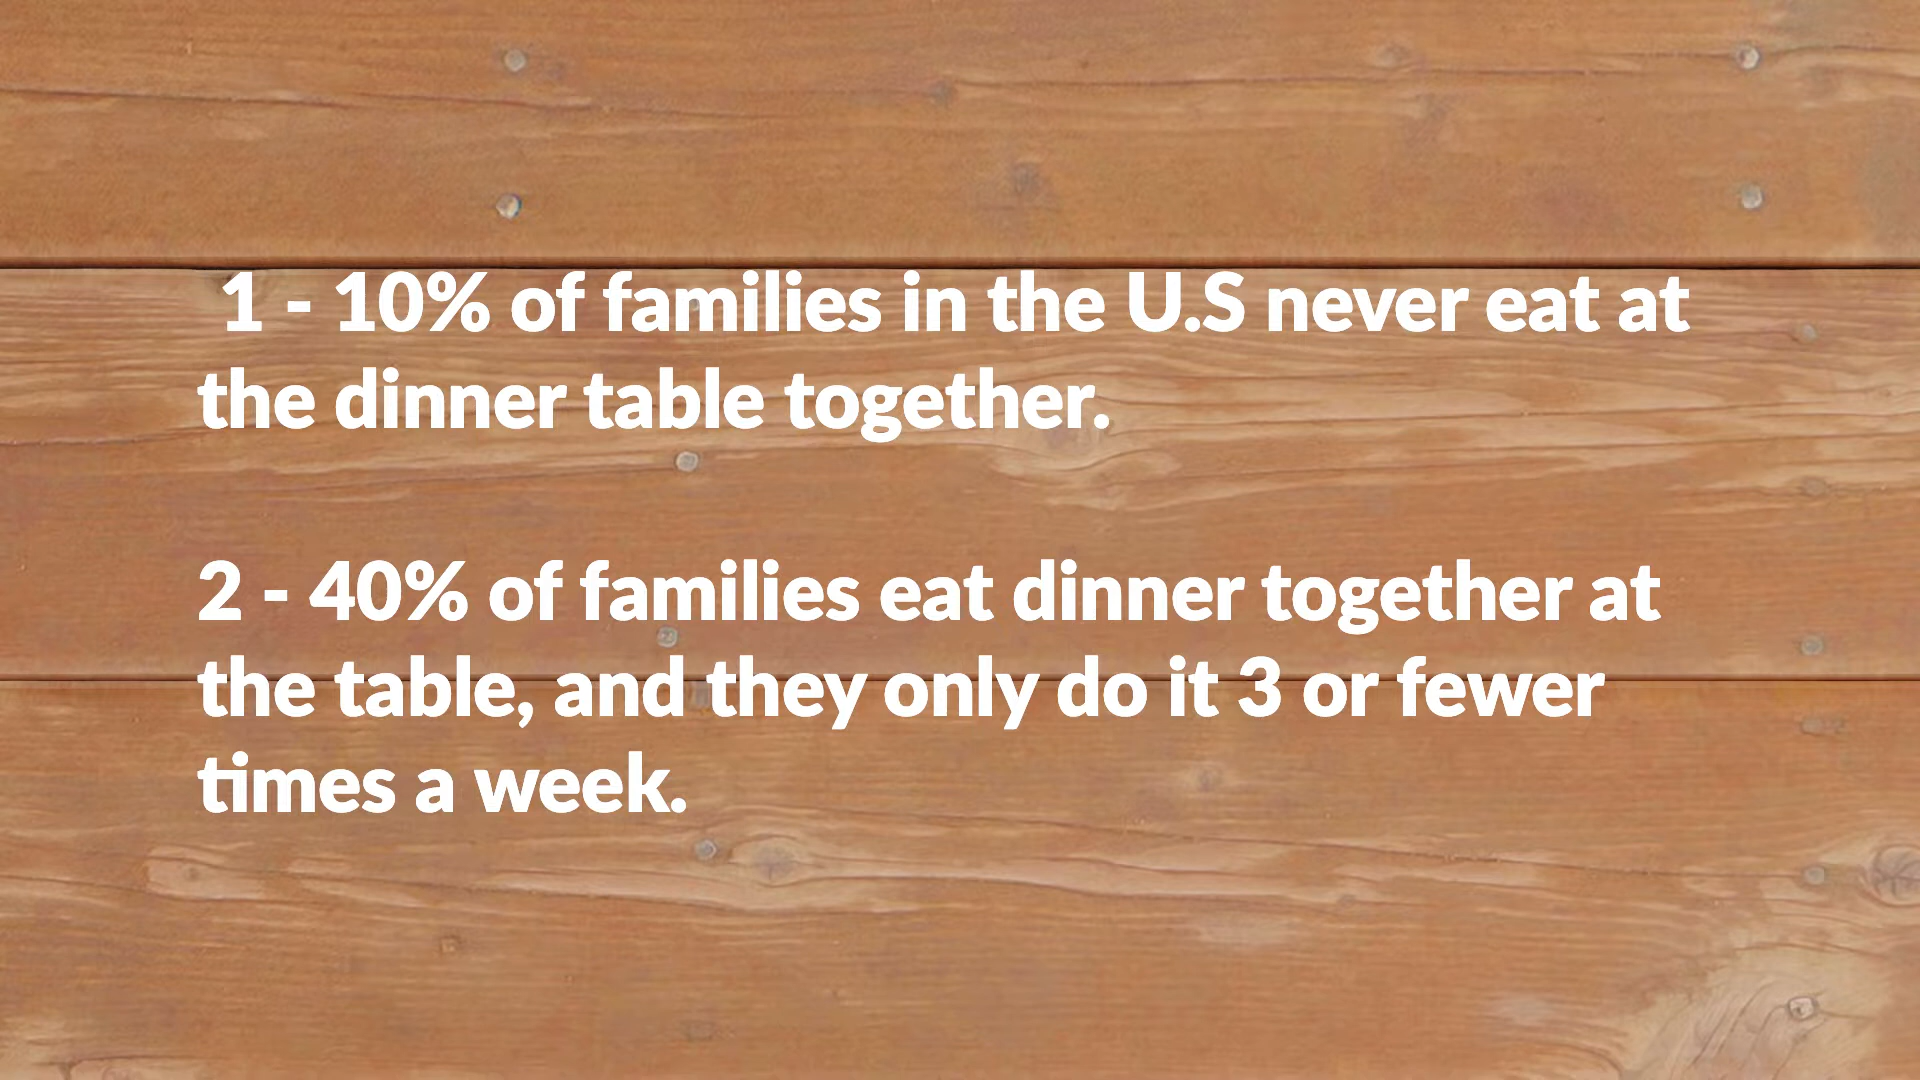 1 - 10% of families in the U.S never eat at
the dinner table together.
2 - 40% of families eat dinner together at
the table, and they only do it 3 or fewer
times a week.